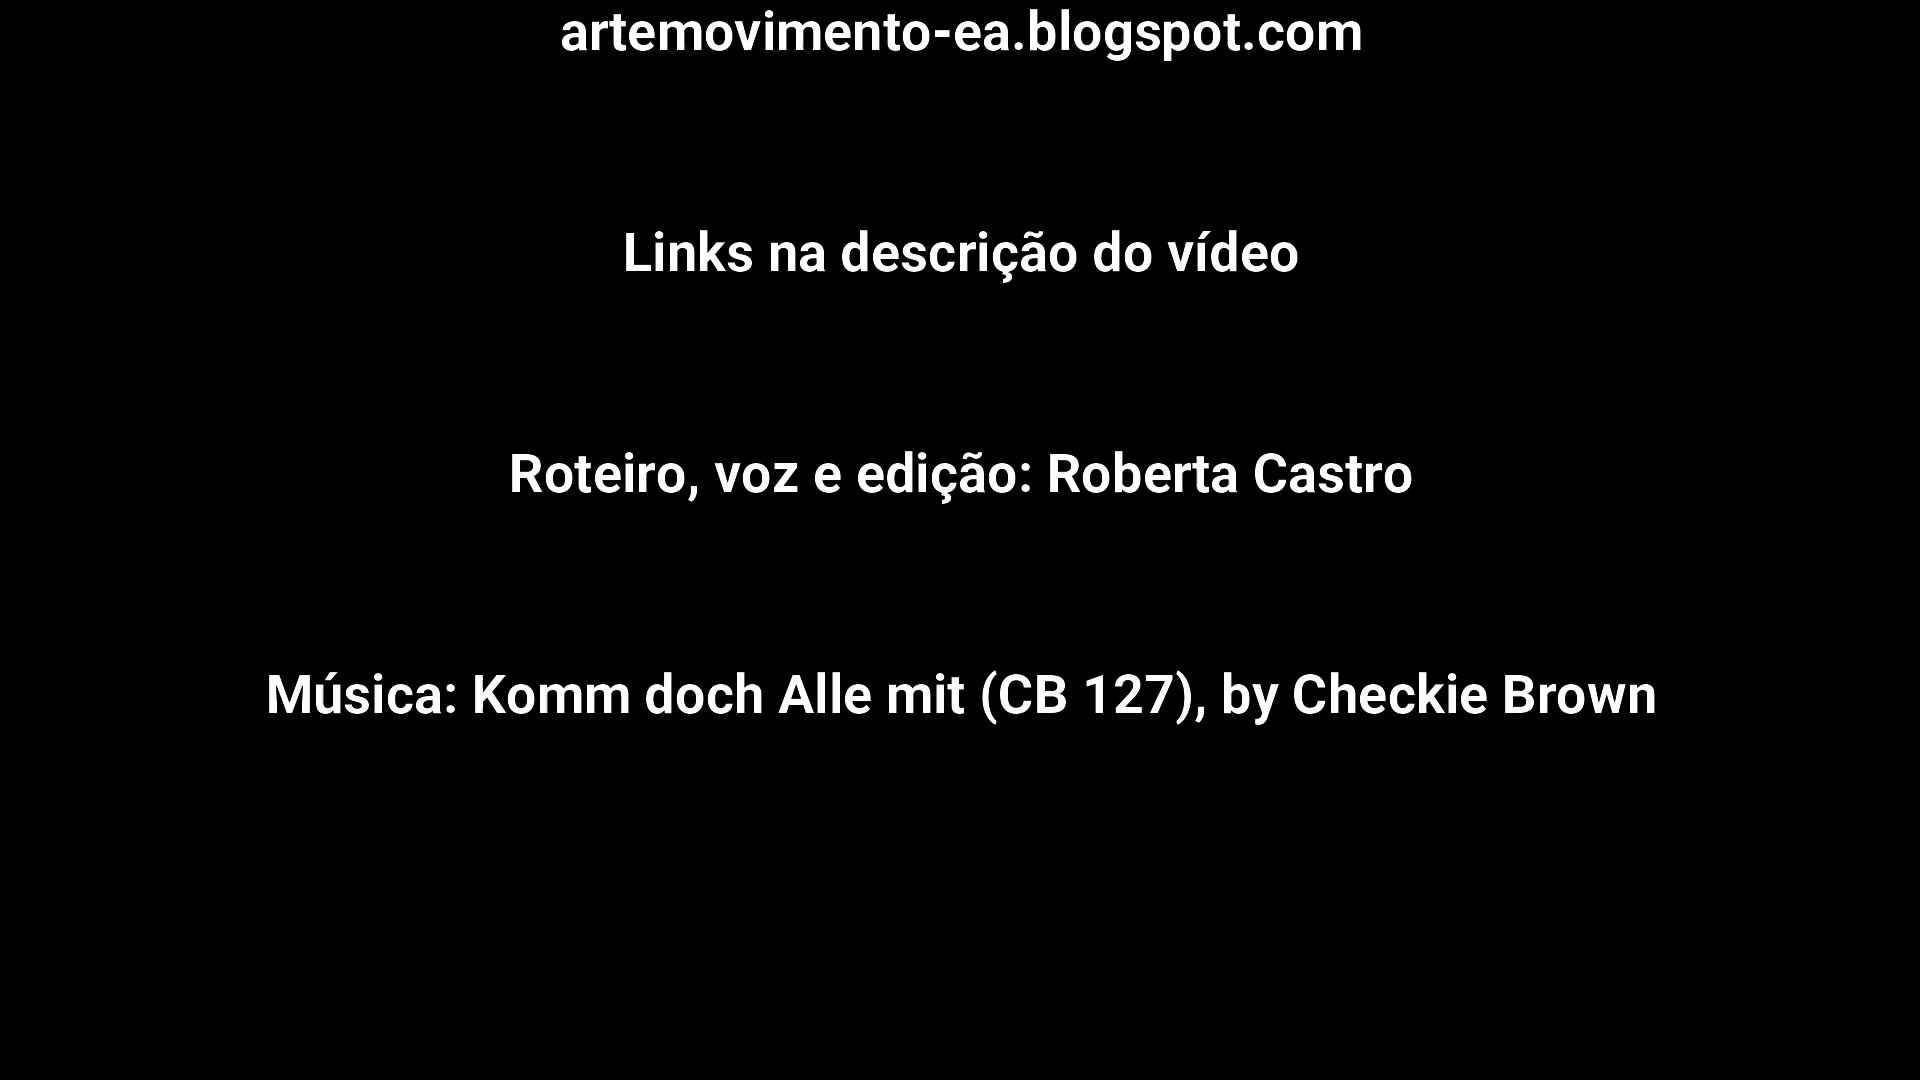 artemovimento-ea.blogspot.com
Links na descrição do vídeo
Roteiro, voz e edição: Roberta Castro
Música: Komm doch Alle mit (CB 127), by Checkie Brown